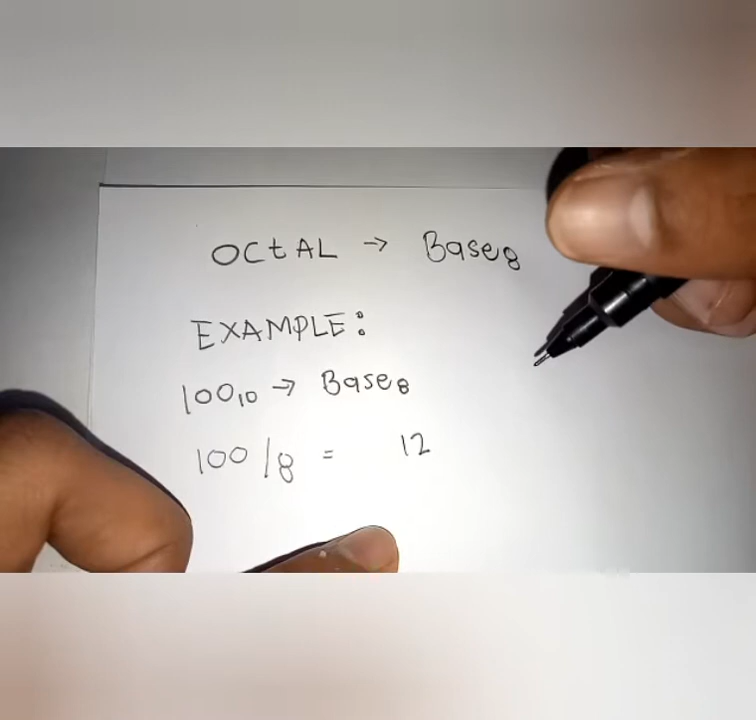 OCtAL → Base₈
EXAMPLE:
100₁₀ → Base₈
100/8 = 12